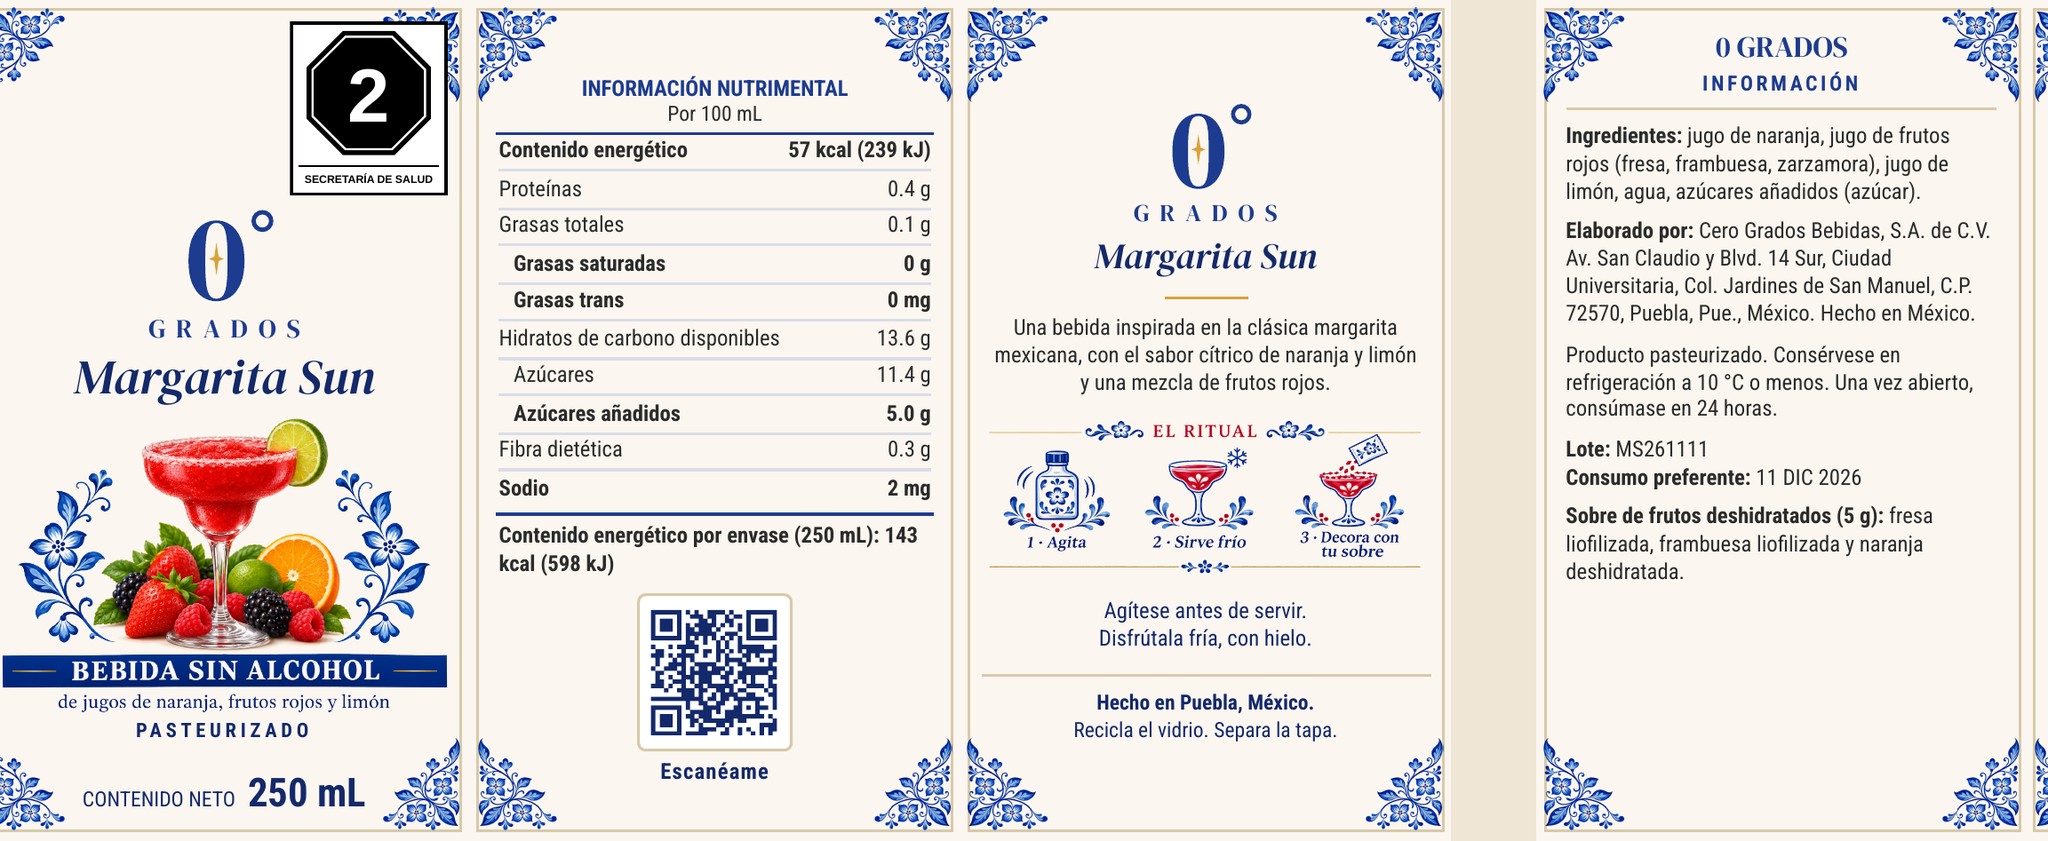 2
SECRETARÍA DE SALUD
0°
GRADOS
Margarita Sun
BEBIDA SIN ALCOHOL
de jugos de naranja, frutos rojos y limón
PASTEURIZADO
CONTENIDO NETO 250 mL
INFORMACIÓN NUTRIMENTAL
Por 100 mL
Contenido energético 57 kcal (239 kJ)
Proteínas 0.4 g
Grasas totales 0.1 g
Grasas saturadas 0 g
Grasas trans 0 mg
Hidratos de carbono disponibles 13.6 g
Azúcares 11.4 g
Azúcares añadidos 5.0 g
Fibra dietética 0.3 g
Sodio 2 mg
Contenido energético por envase (250 mL): 143
kcal (598 kJ)
Escanéame
0°
GRADOS
Margarita Sun
Una bebida inspirada en la clásica margarita
mexicana, con el sabor cítrico de naranja y limón
y una mezcla de frutos rojos.
EL RITUAL
1 · Agita
2 · Sirve frío
3 · Decora con
tu sobre
Agítese antes de servir.
Disfrútala fría, con hielo.
Hecho en Puebla, México.
Recicla el vidrio. Separa la tapa.
0 GRADOS
INFORMACIÓN
Ingredientes: jugo de naranja, jugo de frutos
rojos (fresa, frambuesa, zarzamora), jugo de
limón, agua, azúcares añadidos (azúcar).
Elaborado por: Cero Grados Bebidas, S.A. de C.V.
Av. San Claudio y Blvd. 14 Sur, Ciudad
Universitaria, Col. Jardines de San Manuel, C.P.
72570, Puebla, Pue., México. Hecho en México.
Producto pasteurizado. Consérvese en
refrigeración a 10 °C o menos. Una vez abierto,
consúmase en 24 horas.
Lote: MS261111
Consumo preferente: 11 DIC 2026
Sobre de frutos deshidratados (5 g): fresa
liofilizada, frambuesa liofilizada y naranja
deshidratada.